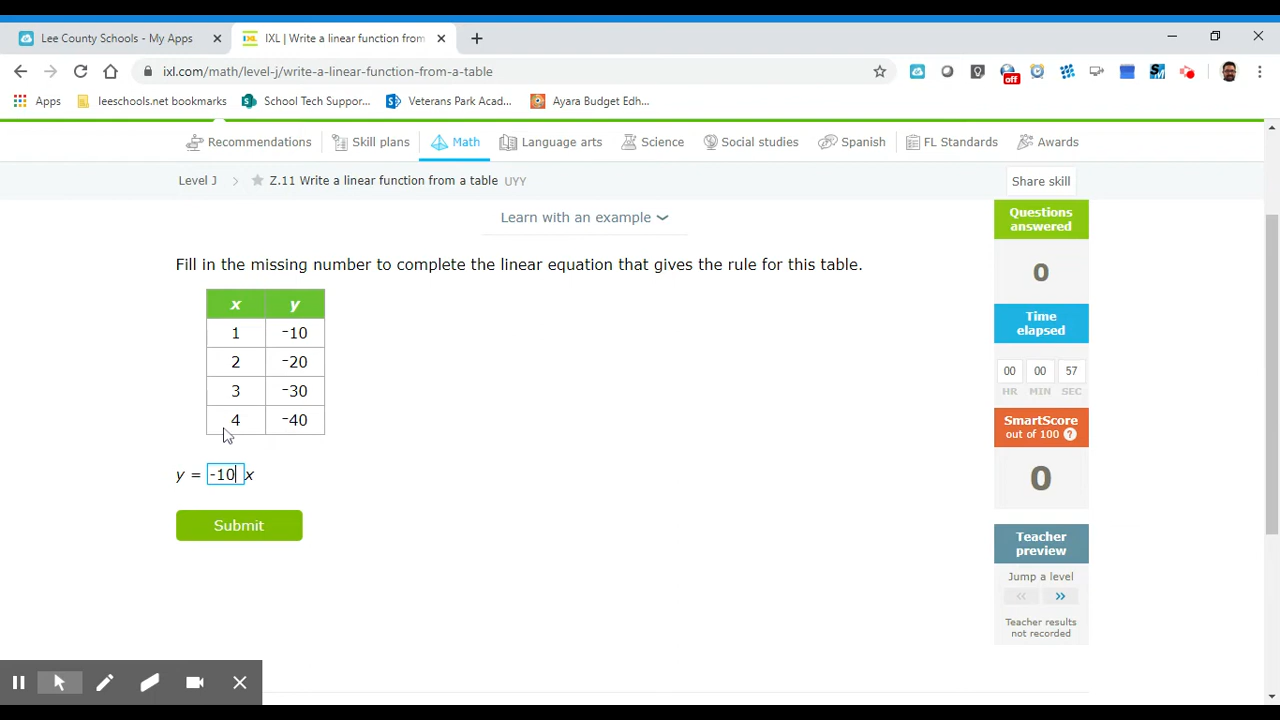 Lee County Schools - My Apps
IXL | Write a linear function from
ixl.com/math/level-j/write-a-linear-function-from-a-table
off
Apps
leeschools.net bookmarks
School Tech Support...
Veterans Park Acad...
Ayara Budget Edh...
Recommendations
Skill plans
Math
Language arts
Science
Social studies
Spanish
FL Standards
Awards
Level J > Z.11 Write a linear function from a table UYY
Share skill
Learn with an example
Fill in the missing number to complete the linear equation that gives the rule for this table.
x y
1 -10
2 -20
3 -30
4 -40
y = -10 x
Submit
Questions
answered
0
Time
elapsed
00 00 57
HR MIN SEC
SmartScore
out of 100 ?
0
Teacher
preview
Jump a level
<< >>
Teacher results
not recorded